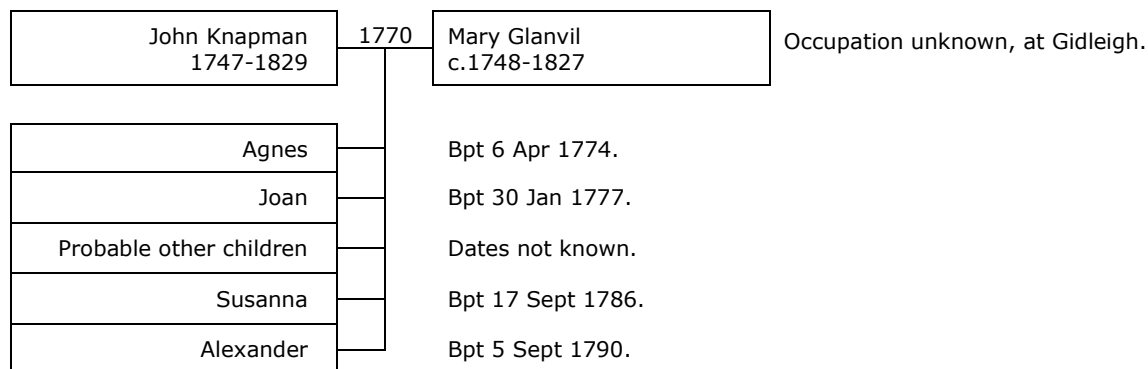 John Knapman
1747-1829
1770
Mary Glanvil
c.1748-1827
Occupation unknown, at Gidleigh.
Agnes
Bpt 6 Apr 1774.
Joan
Bpt 30 Jan 1777.
Probable other children
Dates not known.
Susanna
Bpt 17 Sept 1786.
Alexander
Bpt 5 Sept 1790.